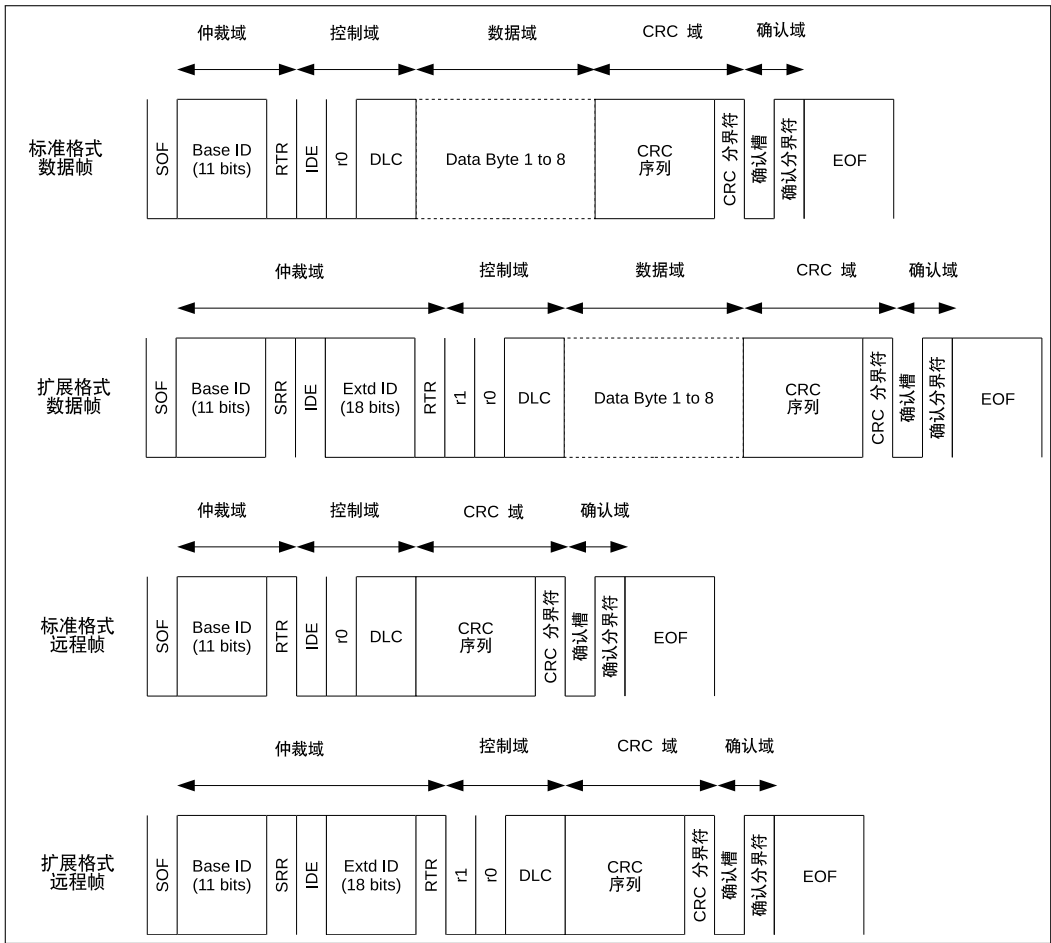 仲裁域 控制域 数据域 CRC 域 确认域
标准格式
数据帧
SOF
Base ID
(11 bits)
RTR
IDE
r0
DLC
Data Byte 1 to 8
CRC
序列
CRC 分界符
确认槽
确认分界符
EOF
仲裁域 控制域 数据域 CRC 域 确认域
扩展格式
数据帧
SOF
Base ID
(11 bits)
SRR
IDE
Extd ID
(18 bits)
RTR
r1
r0
DLC
Data Byte 1 to 8
CRC
序列
CRC 分界符
确认槽
确认分界符
EOF
仲裁域 控制域 CRC 域 确认域
标准格式
远程帧
SOF
Base ID
(11 bits)
RTR
IDE
r0
DLC
CRC
序列
CRC 分界符
确认槽
确认分界符
EOF
仲裁域 控制域 CRC 域 确认域
扩展格式
远程帧
SOF
Base ID
(11 bits)
SRR
IDE
Extd ID
(18 bits)
RTR
r1
r0
DLC
CRC
序列
CRC 分界符
确认槽
确认分界符
EOF